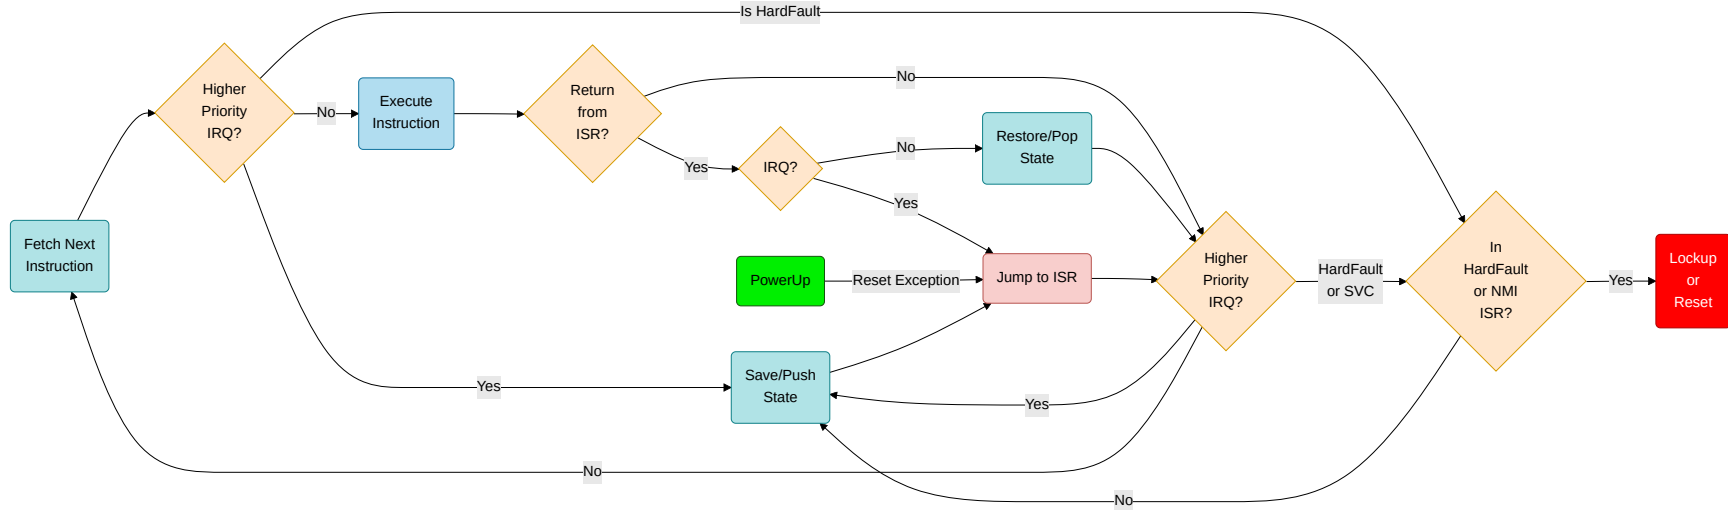 Is HardFault
Higher
Priority
IRQ?
No
Execute
Instruction
Return
from
ISR?
No
Yes
IRQ?
No
Restore/Pop
State
Yes
Fetch Next
Instruction
PowerUp
Reset Exception
Jump to ISR
Higher
Priority
IRQ?
HardFault
or SVC
In
HardFault
or NMI
ISR?
Yes
Lockup
or
Reset
Yes
Save/Push
State
Yes
No
No